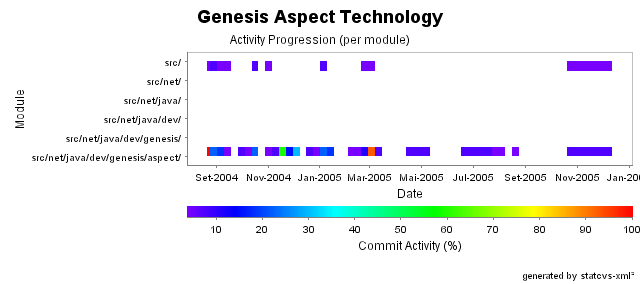 Genesis Aspect Technology
Activity Progression (per module)
Module
src/
src/net/
src/net/java/
src/net/java/dev/
src/net/java/dev/genesis/
src/net/java/dev/genesis/aspect/
Set-2004 Nov-2004 Jan-2005 Mar-2005 Mai-2005 Jul-2005 Set-2005 Nov-2005 Jan-20
Date
10 20 30 40 50 60 70 80 90 100
Commit Activity (%)
generated by statcvs-xml²